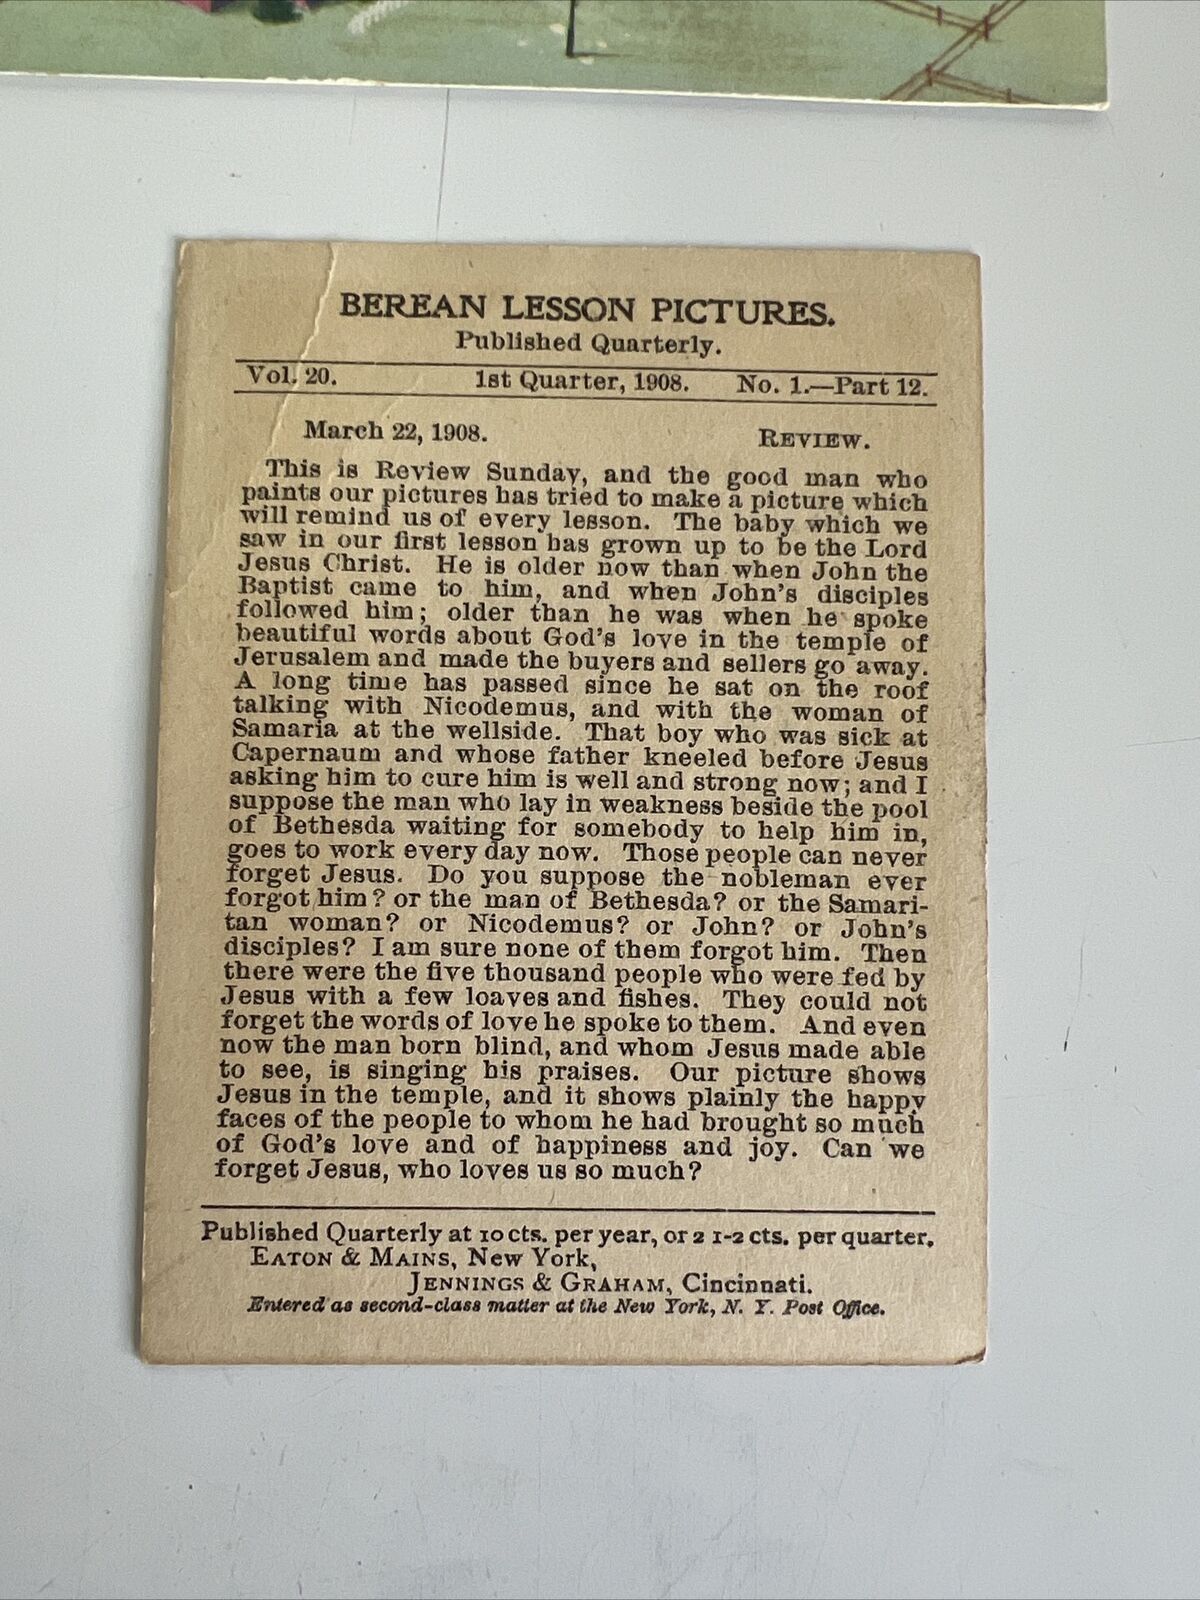 BEREAN LESSON PICTURES.
Published Quarterly.
Vol. 20. 1st Quarter, 1908. No. 1.—Part 12.
March 22, 1908. REVIEW.
This is Review Sunday, and the good man who
paints our pictures has tried to make a picture which
will remind us of every lesson. The baby which we
saw in our first lesson has grown up to be the Lord
Jesus Christ. He is older now than when John the
Baptist came to him, and when John's disciples
followed him; older than he was when he spoke
beautiful words about God's love in the temple of
Jerusalem and made the buyers and sellers go away.
A long time has passed since he sat on the roof
talking with Nicodemus, and with the woman of
Samaria at the wellside. That boy who was sick at
Capernaum and whose father kneeled before Jesus
asking him to cure him is well and strong now; and I
suppose the man who lay in weakness beside the pool
of Bethesda waiting for somebody to help him in,
goes to work every day now. Those people can never
forget Jesus. Do you suppose the nobleman ever
forgot him? or the man of Bethesda? or the Samari-
tan woman? or Nicodemus? or John? or John's
disciples? I am sure none of them forgot him. Then
there were the five thousand people who were fed by
Jesus with a few loaves and fishes. They could not
forget the words of love he spoke to them. And even
now the man born blind, and whom Jesus made able
to see, is singing his praises. Our picture shows
Jesus in the temple, and it shows plainly the happy
faces of the people to whom he had brought so much
of God's love and of happiness and joy. Can we
forget Jesus, who loves us so much?
Published Quarterly at 10 cts. per year, or 2 1-2 cts. per quarter.
EATON & MAINS, New York,
JENNINGS & GRAHAM, Cincinnati.
Entered as second-class matter at the New York, N. Y. Post Office.